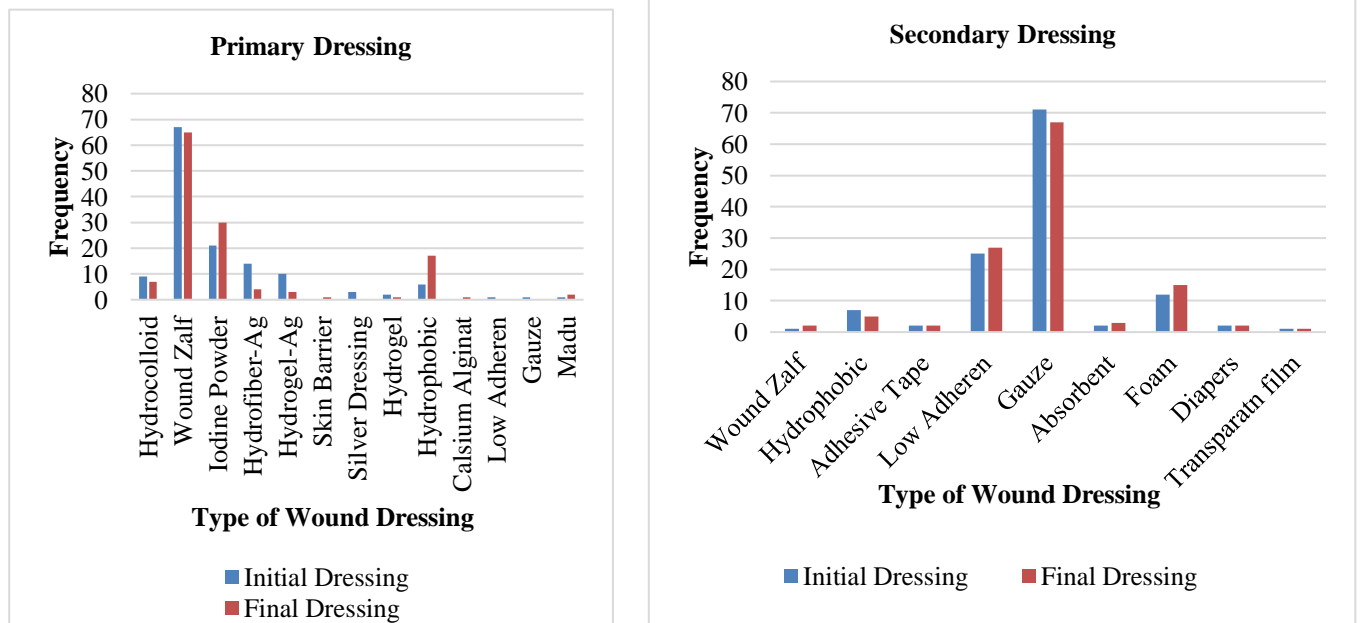 Primary Dressing
80
70
60
50
40
30
20
10
0
Frequency
Hydrocolloid
Wound Zalf
Iodine Powder
Hydrofiber-Ag
Hydrogel-Ag
Skin Barrier
Silver Dressing
Hydrogel
Hydrophobic
Calsium Alginat
Low Adheren
Gauze
Madu
Type of Wound Dressing
Initial Dressing
Final Dressing
Secondary Dressing
80
70
60
50
40
30
20
10
0
Frequency
Wound Zalf
Hydrophobic
Adhesive Tape
Low Adheren
Gauze
Absorbent
Foam
Diapers
Transparatn film
Type of Wound Dressing
Initial Dressing
Final Dressing